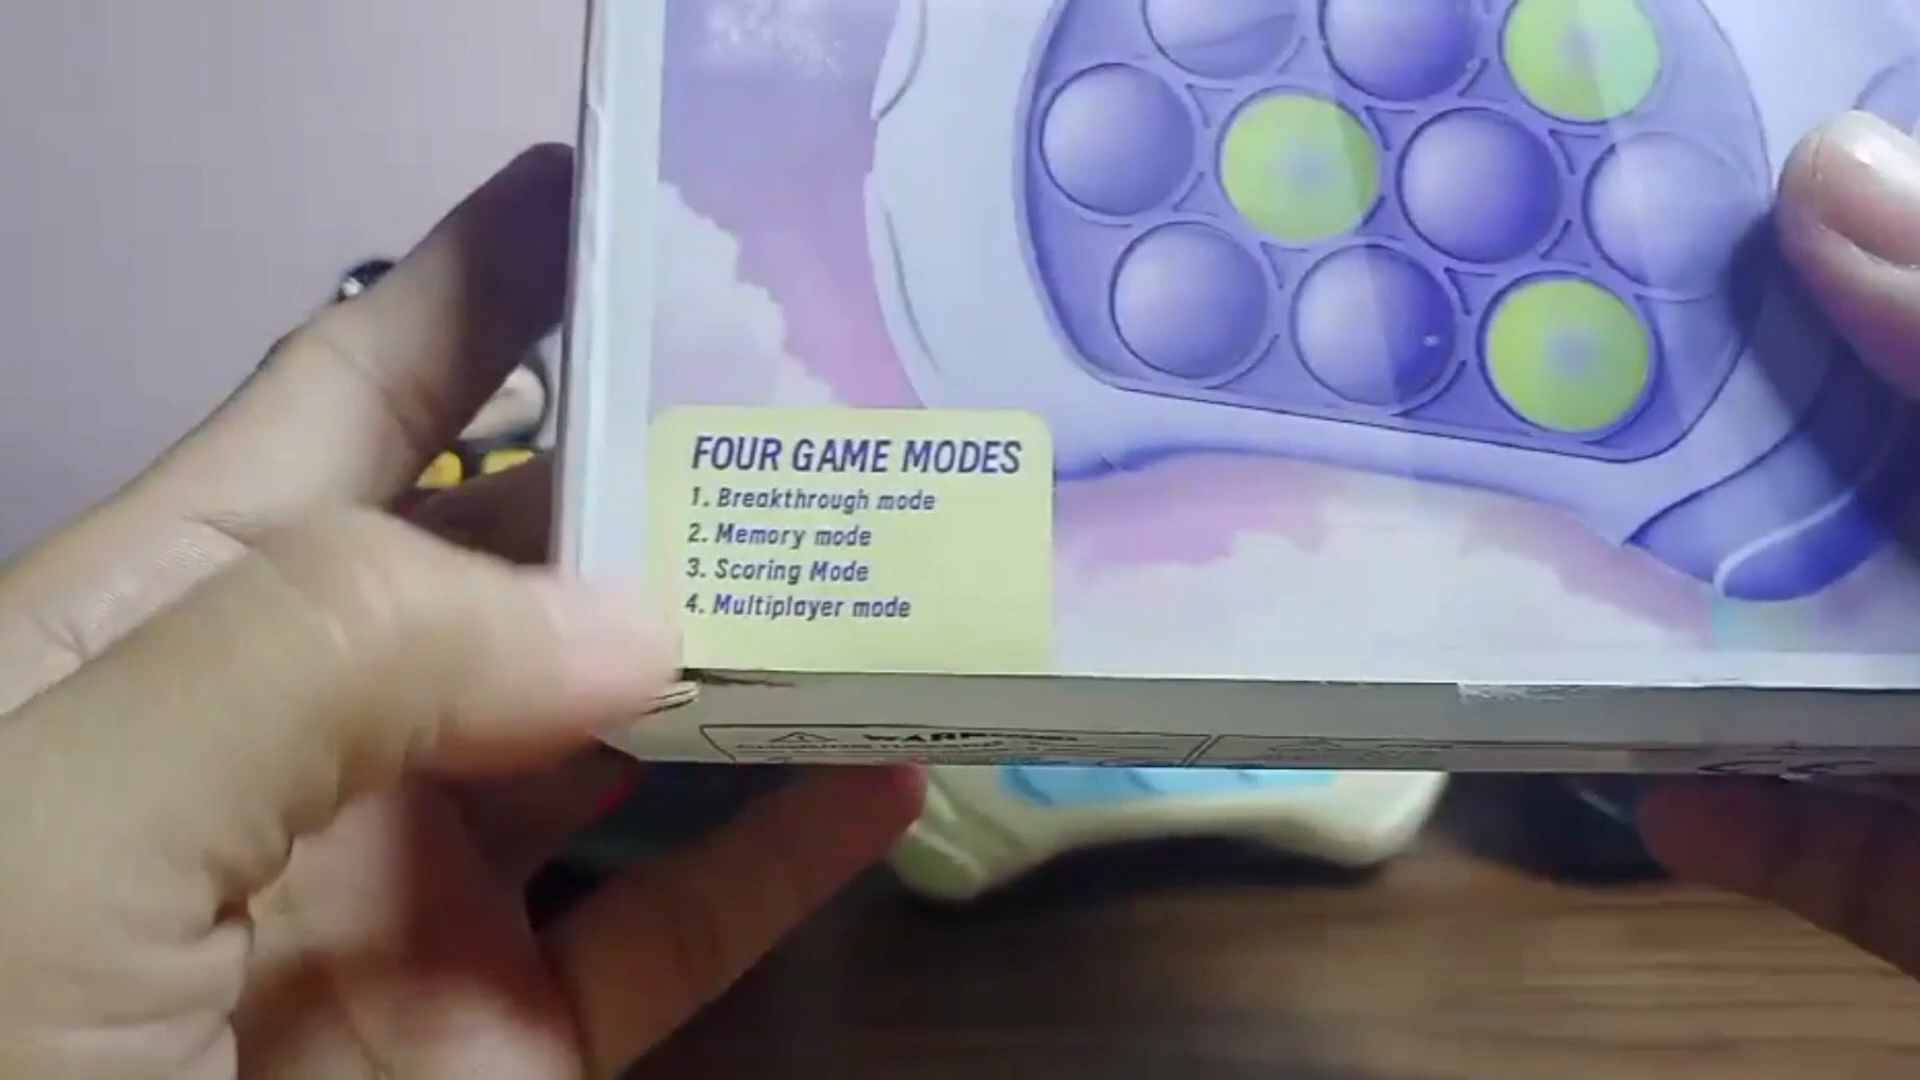 FOUR GAME MODES
1. Breakthrough mode
2. Memory mode
3. Scoring Mode
4. Multiplayer mode